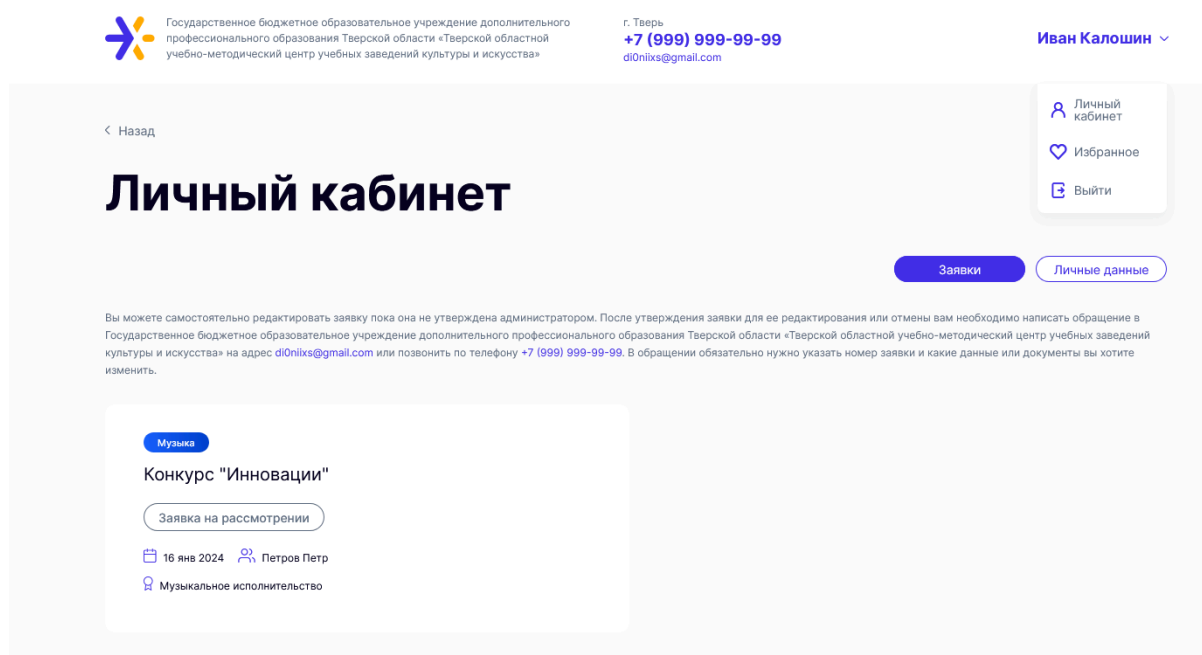 Государственное бюджетное образовательное учреждение дополнительного
профессионального образования Тверской области «Тверской областной
учебно-методический центр учебных заведений культуры и искусства»
г. Тверь
+7 (999) 999-99-99
di0niixs@gmail.com
Иван Калошин
Личный
кабинет
Избранное
Выйти
Назад
Личный кабинет
Заявки
Личные данные
Вы можете самостоятельно редактировать заявку пока она не утверждена администратором. После утверждения заявки для ее редактирования или отмены вам необходимо написать обращение в
Государственное бюджетное образовательное учреждение дополнительного профессионального образования Тверской области «Тверской областной учебно-методический центр учебных заведений
культуры и искусства» на адрес di0niixs@gmail.com или позвонить по телефону +7 (999) 999-99-99. В обращении обязательно нужно указать номер заявки и какие данные или документы вы хотите
изменить.
Музыка
Конкурс "Инновации"
Заявка на рассмотрении
16 янв 2024
Петров Петр
Музыкальное исполнительство